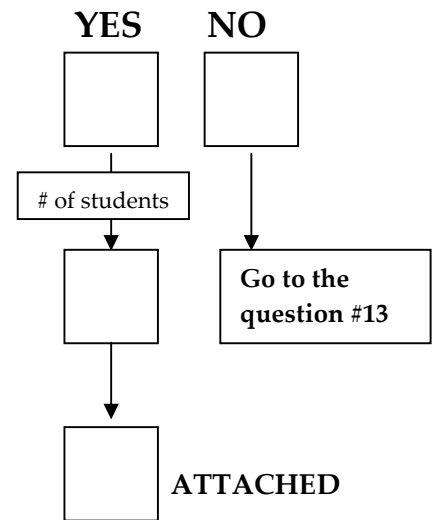 YES NO
# of students
Go to the
question #13
ATTACHED